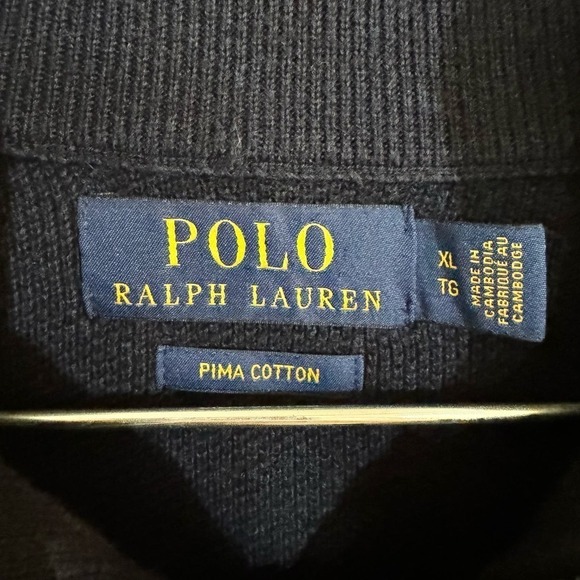 POLO
RALPH LAUREN
XL
TG
MADE IN
CAMBODIA
FABRIQUÉ AU
CAMBODGE
PIMA COTTON